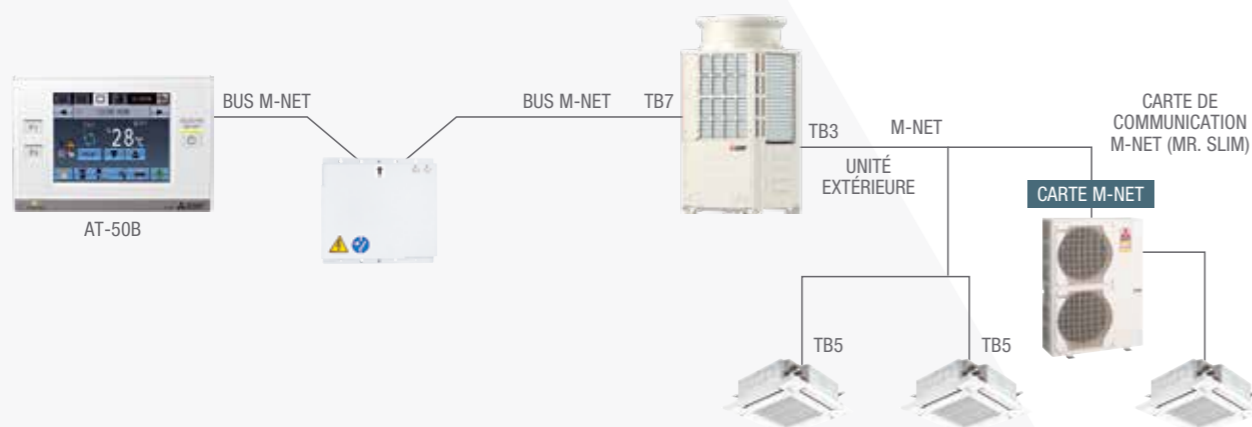 BUS M-NET
AT-50B
28°C
BUS M-NET
TB7
TB3
M-NET
UNITÉ
EXTÉRIEURE
CARTE DE
COMMUNICATION
M-NET (MR. SLIM)
CARTE M-NET
TB5
TB5